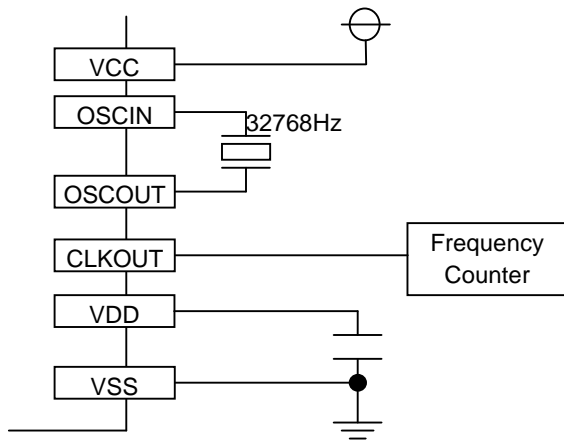 VCC
OSCIN
32768Hz
OSCOUT
CLKOUT
Frequency
Counter
VDD
VSS